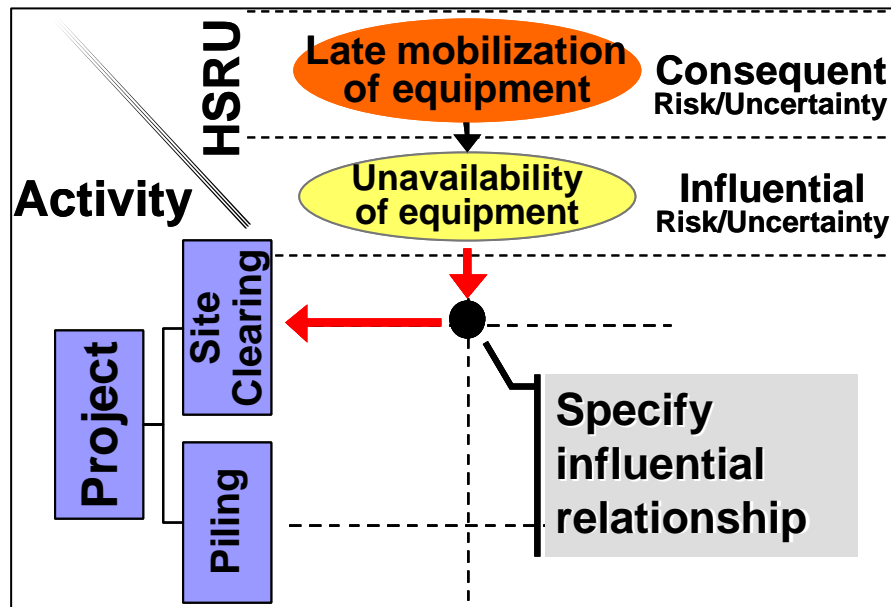 HSRU
Late mobilization
of equipment
Consequent
Risk/Uncertainty
Activity
Unavailability
of equipment
Influential
Risk/Uncertainty
Project
Site
Clearing
Pilling
Specify
influential
relationship